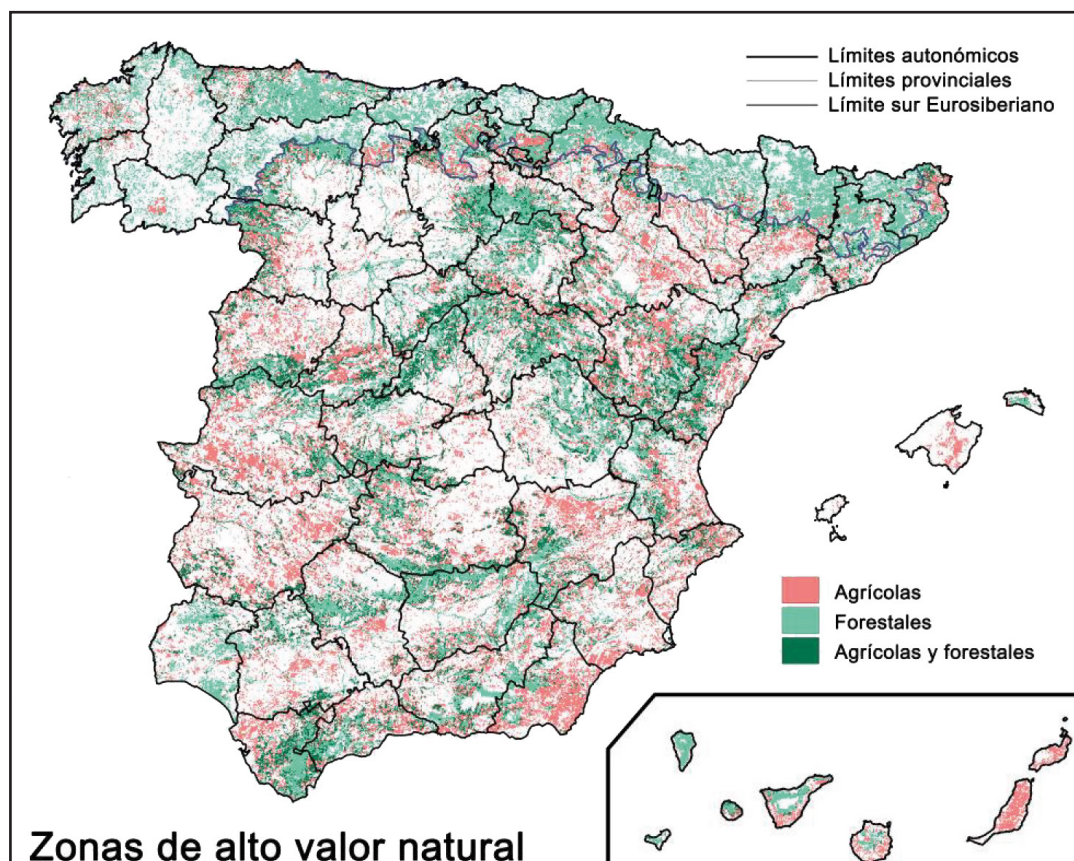 Límites autonómicos
Límites provinciales
Límite sur Eurosiberiano
Agrícolas
Forestales
Agrícolas y forestales
Zonas de alto valor natural